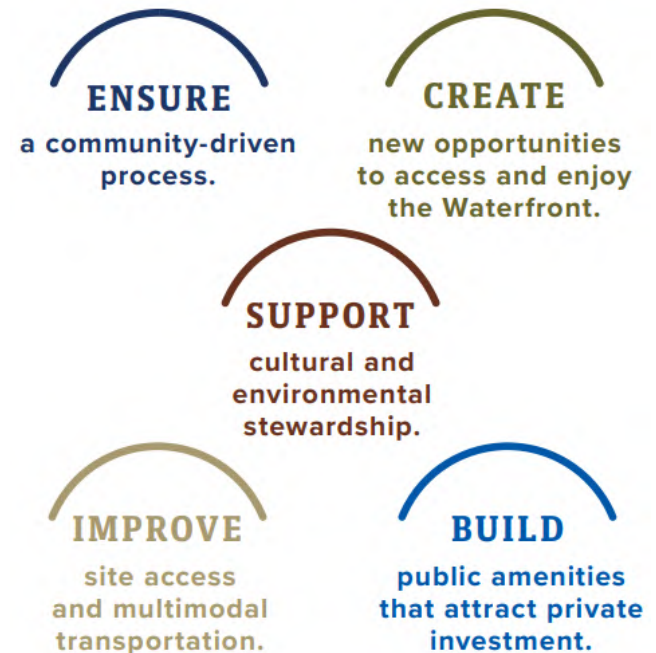 ENSURE
a community-driven
process.
CREATE
new opportunities
to access and enjoy
the Waterfront.
SUPPORT
cultural and
environmental
stewardship.
IMPROVE
site access
and multimodal
transportation.
BUILD
public amenities
that attract private
investment.